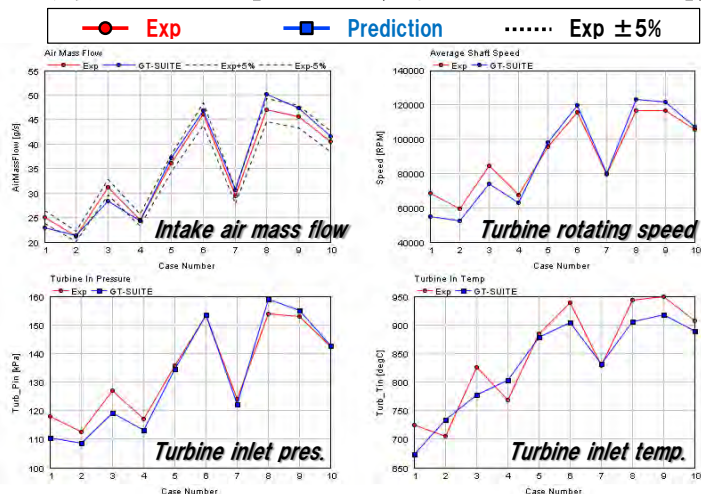 Exp Prediction Exp ±5%
Air Mass Flow
Exp GT-SUITE Exp+5% Exp-5%
AirMassFlow [g/s]
55
50
45
40
35
30
25
20
1 2 3 4 5 6 7 8 9 10
Case Number
Intake air mass flow
Average Shaft Speed
Exp GT-SUITE
Speed [RPM]
140000
120000
100000
80000
60000
40000
1 2 3 4 5 6 7 8 9 10
Case Number
Turbine rotating speed
Turbine In Pressure
Exp GT-SUITE
Turb_Pin [kPa]
160
150
140
130
120
110
100
1 2 3 4 5 6 7 8 9 10
Case Number
Turbine inlet pres.
Turbine In Temp
Exp GT-SUITE
Turb_Tin [degC]
950
900
850
800
750
700
650
1 2 3 4 5 6 7 8 9 10
Case Number
Turbine inlet temp.